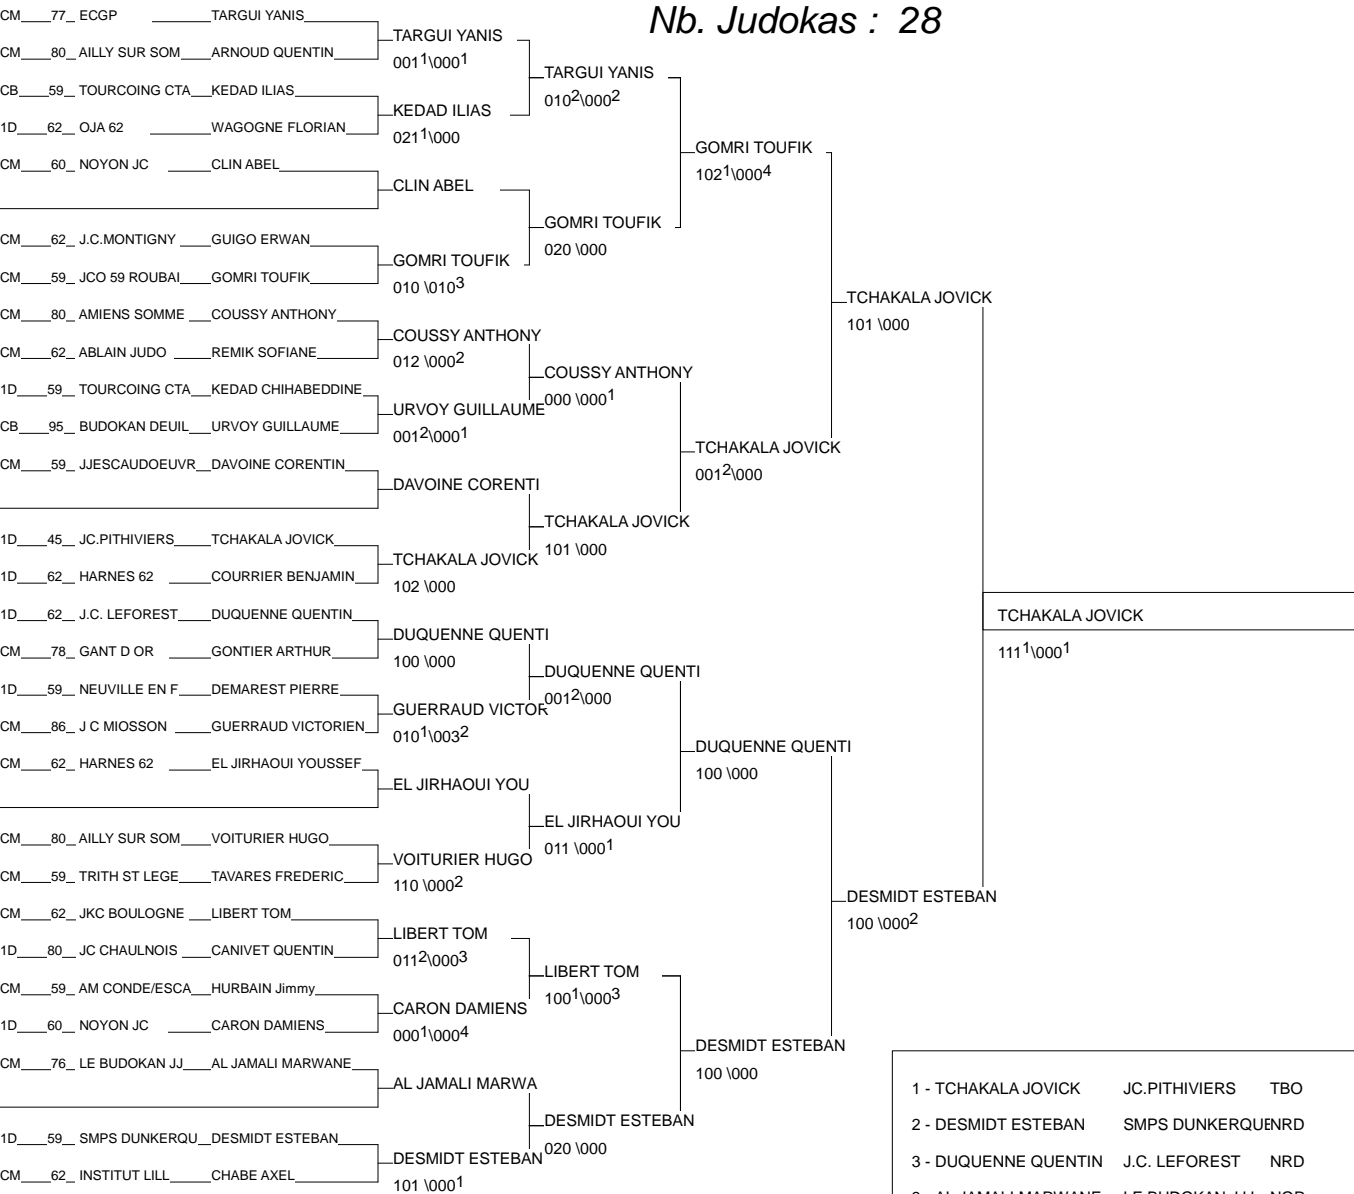 Nb. Judokas : 28
CM 77 ECGP TARGUI YANIS
CM 80 AILLY SUR SOM ARNOUD QUENTIN
CB 59 TOURCOING CTA KEDAD ILIAS
1D 62 OJA 62 WAGOGNE FLORIAN
CM 60 NOYON JC CLIN ABEL
CM 62 J.C.MONTIGNY GUIGO ERWAN
CM 59 JCO 59 ROUBAI GOMRI TOUFIK
CM 80 AMIENS SOMME COUSSY ANTHONY
CM 62 ABLAIN JUDO REMIK SOFIANE
1D 59 TOURCOING CTA KEDAD CHIHABEDDINE
CB 95 BUDOKAN DEUIL URVOY GUILLAUME
CM 59 JJESCAUDOEUVR DAVOINE CORENTIN
1D 45 JC.PITHIVIERS TCHAKALA JOVICK
1D 62 HARNES 62 COURRIER BENJAMIN
1D 62 J.C. LEFOREST DUQUENNE QUENTIN
CM 78 GANT D OR GONTIER ARTHUR
1D 59 NEUVILLE EN F DEMAREST PIERRE
CM 86 J C MIOSSON GUERRAUD VICTORIEN
CM 62 HARNES 62 EL JIRHAOUI YOUSSEF
CM 80 AILLY SUR SOM VOITURIER HUGO
CM 59 TRITH ST LEGE TAVARES FREDERIC
CM 62 JKC BOULOGNE LIBERT TOM
1D 80 JC CHAULNOIS CANIVET QUENTIN
CM 59 AM CONDE/ESCA HURBAIN Jimmy
1D 60 NOYON JC CARON DAMIENS
CM 76 LE BUDOKAN JJ AL JAMALI MARWANE
1D 59 SMPS DUNKERQU DESMIDT ESTEBAN
CM 62 INSTITUT LILL CHABE AXEL
TARGUI YANIS
001¹\000¹
KEDAD ILIAS
021¹\000
CLIN ABEL
GOMRI TOUFIK
010 \010³
COUSSY ANTHONY
012 \000²
URVOY GUILLAUME
001²\000¹
DAVOINE CORENTI
TCHAKALA JOVICK
102 \000
DUQUENNE QUENTI
100 \000
GUERRAUD VICTOR
010¹\003²
EL JIRHAOUI YOU
VOITURIER HUGO
110 \000²
LIBERT TOM
011²\000³
CARON DAMIENS
000¹\000⁴
AL JAMALI MARWA
DESMIDT ESTEBAN
101 \000¹
TARGUI YANIS
010²\000²
GOMRI TOUFIK
020 \000
COUSSY ANTHONY
000 \000¹
TCHAKALA JOVICK
101 \000
DUQUENNE QUENTI
001²\000
EL JIRHAOUI YOU
011 \000¹
LIBERT TOM
100¹\000³
DESMIDT ESTEBAN
020 \000
GOMRI TOUFIK
102¹\000⁴
TCHAKALA JOVICK
001²\000
DUQUENNE QUENTI
100 \000
DESMIDT ESTEBAN
100 \000
TCHAKALA JOVICK
101 \000
DESMIDT ESTEBAN
100 \000²
TCHAKALA JOVICK
111¹\000¹
1 - TCHAKALA JOVICK JC.PITHIVIERS TBO
2 - DESMIDT ESTEBAN SMPS DUNKERQUE NRD
3 - DUQUENNE QUENTIN J.C. LEFOREST NRD